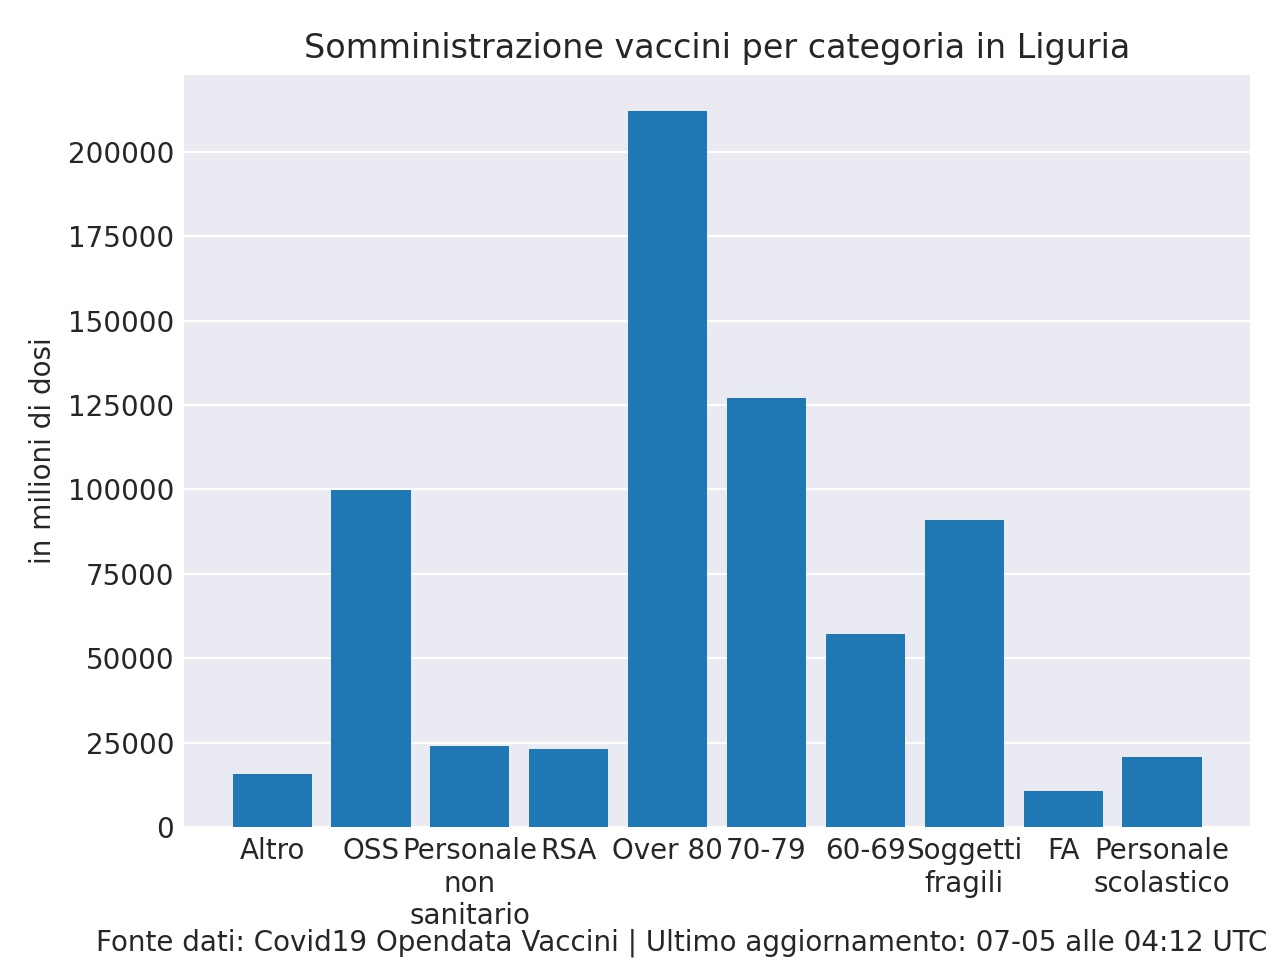 Somministrazione vaccini per categoria in Liguria
in milioni di dosi
200000
175000
150000
125000
100000
75000
50000
25000
0
Altro
OSS
Personale
non
sanitario
RSA
Over 80
70-79
60-69
Soggetti
fragili
FA
Personale
scolastico
Fonte dati: Covid19 Opendata Vaccini | Ultimo aggiornamento: 07-05 alle 04:12 UTC